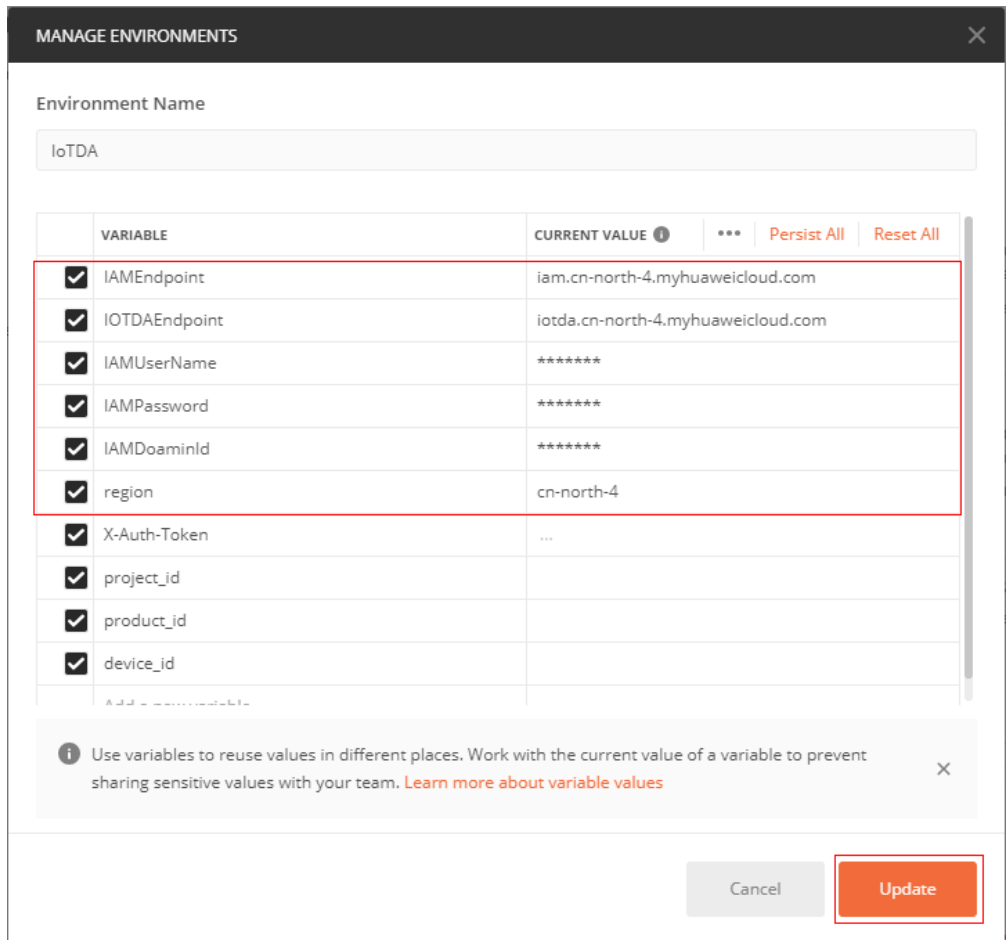 MANAGE ENVIRONMENTS
Environment Name
IoTDA
VARIABLE CURRENT VALUE ••• Persist All Reset All
IAMEndpoint iam.cn-north-4.myhuaweicloud.com
IOTDAEndpoint iotda.cn-north-4.myhuaweicloud.com
IAMUserName *******
IAMPassword *******
IAMDoaminId *******
region cn-north-4
X-Auth-Token ...
project_id
product_id
device_id
Add a new variable
Use variables to reuse values in different places. Work with the current value of a variable to prevent
sharing sensitive values with your team. Learn more about variable values
Cancel Update